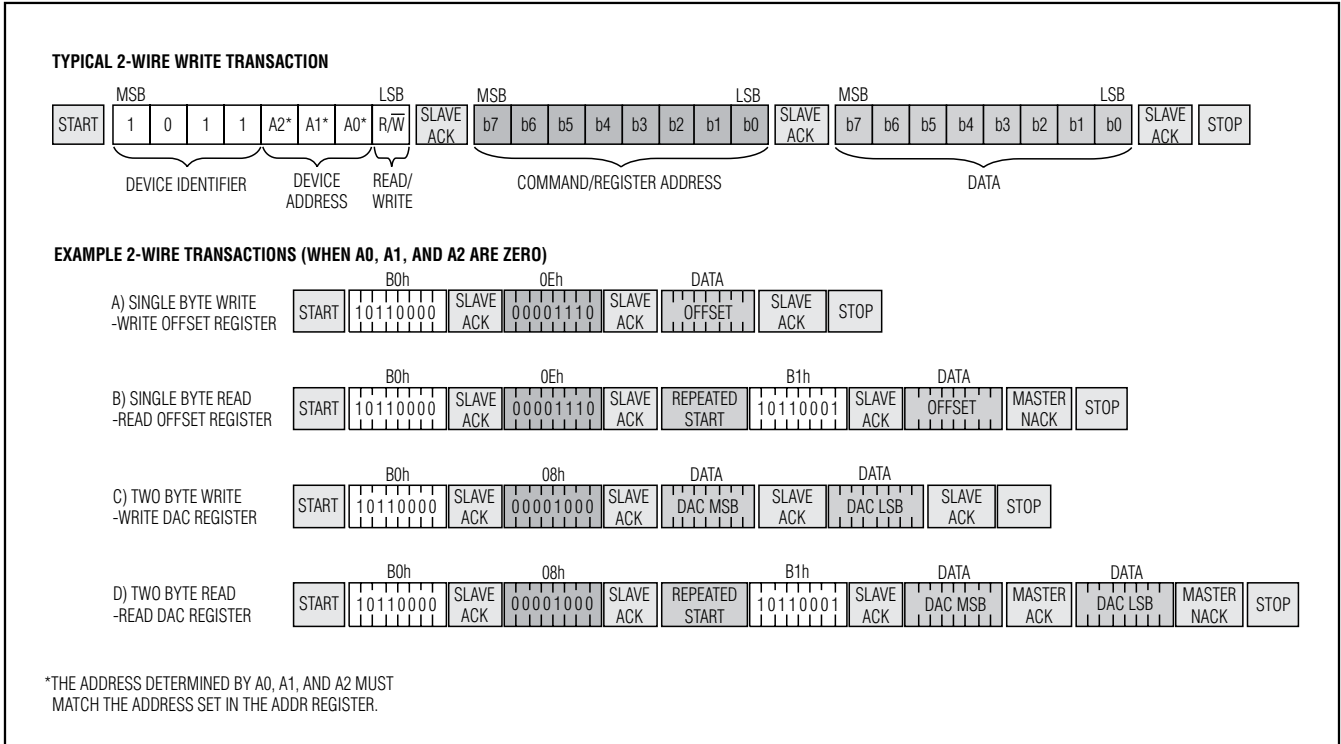 TYPICAL 2-WIRE WRITE TRANSACTION
MSB LSB MSB LSB MSB LSB
START 1 0 1 1 A2* A1* A0* R/W̅ SLAVE ACK b7 b6 b5 b4 b3 b2 b1 b0 SLAVE ACK b7 b6 b5 b4 b3 b2 b1 b0 SLAVE ACK STOP
DEVICE IDENTIFIER DEVICE ADDRESS READ/WRITE COMMAND/REGISTER ADDRESS DATA
EXAMPLE 2-WIRE TRANSACTIONS (WHEN A0, A1, AND A2 ARE ZERO)
B0h 0Eh DATA
A) SINGLE BYTE WRITE
-WRITE OFFSET REGISTER
START 10110000 SLAVE ACK 00001110 SLAVE ACK OFFSET SLAVE ACK STOP
B0h 0Eh B1h DATA
B) SINGLE BYTE READ
-READ OFFSET REGISTER
START 10110000 SLAVE ACK 00001110 SLAVE ACK REPEATED START 10110001 SLAVE ACK OFFSET MASTER NACK STOP
B0h 08h DATA DATA
C) TWO BYTE WRITE
-WRITE DAC REGISTER
START 10110000 SLAVE ACK 00001000 SLAVE ACK DAC MSB SLAVE ACK DAC LSB SLAVE ACK STOP
B0h 08h B1h DATA DATA
D) TWO BYTE READ
-READ DAC REGISTER
START 10110000 SLAVE ACK 00001000 SLAVE ACK REPEATED START 10110001 SLAVE ACK DAC MSB MASTER ACK DAC LSB MASTER NACK STOP
*THE ADDRESS DETERMINED BY A0, A1, AND A2 MUST
MATCH THE ADDRESS SET IN THE ADDR REGISTER.